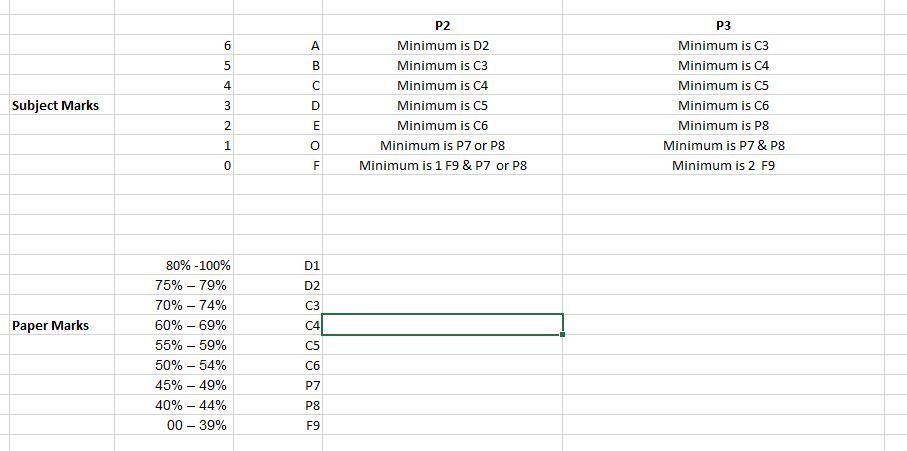 P2 P3
6 A Minimum is D2 Minimum is C3
5 B Minimum is C3 Minimum is C4
4 C Minimum is C4 Minimum is C5
Subject Marks 3 D Minimum is C5 Minimum is C6
2 E Minimum is C6 Minimum is P8
1 O Minimum is P7 or P8 Minimum is P7 & P8
0 F Minimum is 1 F9 & P7 or P8 Minimum is 2 F9
80% -100% D1
75% – 79% D2
70% – 74% C3
Paper Marks 60% – 69% C4
55% – 59% C5
50% – 54% C6
45% – 49% P7
40% – 44% P8
00 – 39% F9